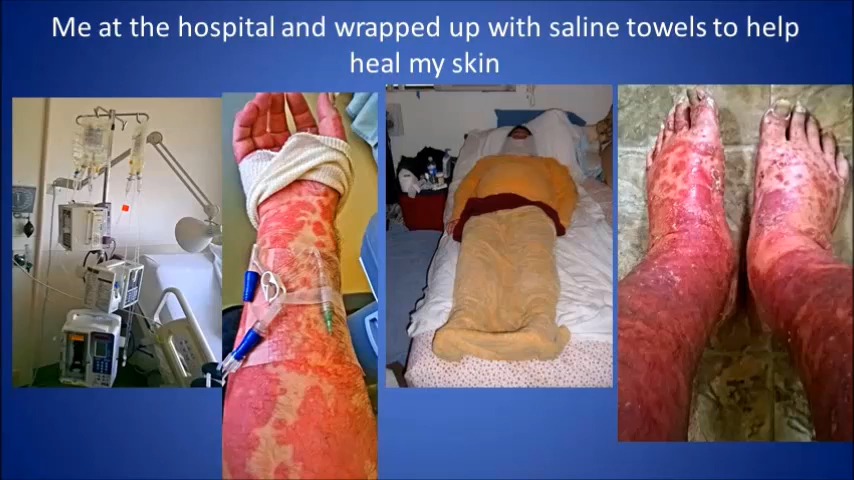 Me at the hospital and wrapped up with saline towels to help
heal my skin